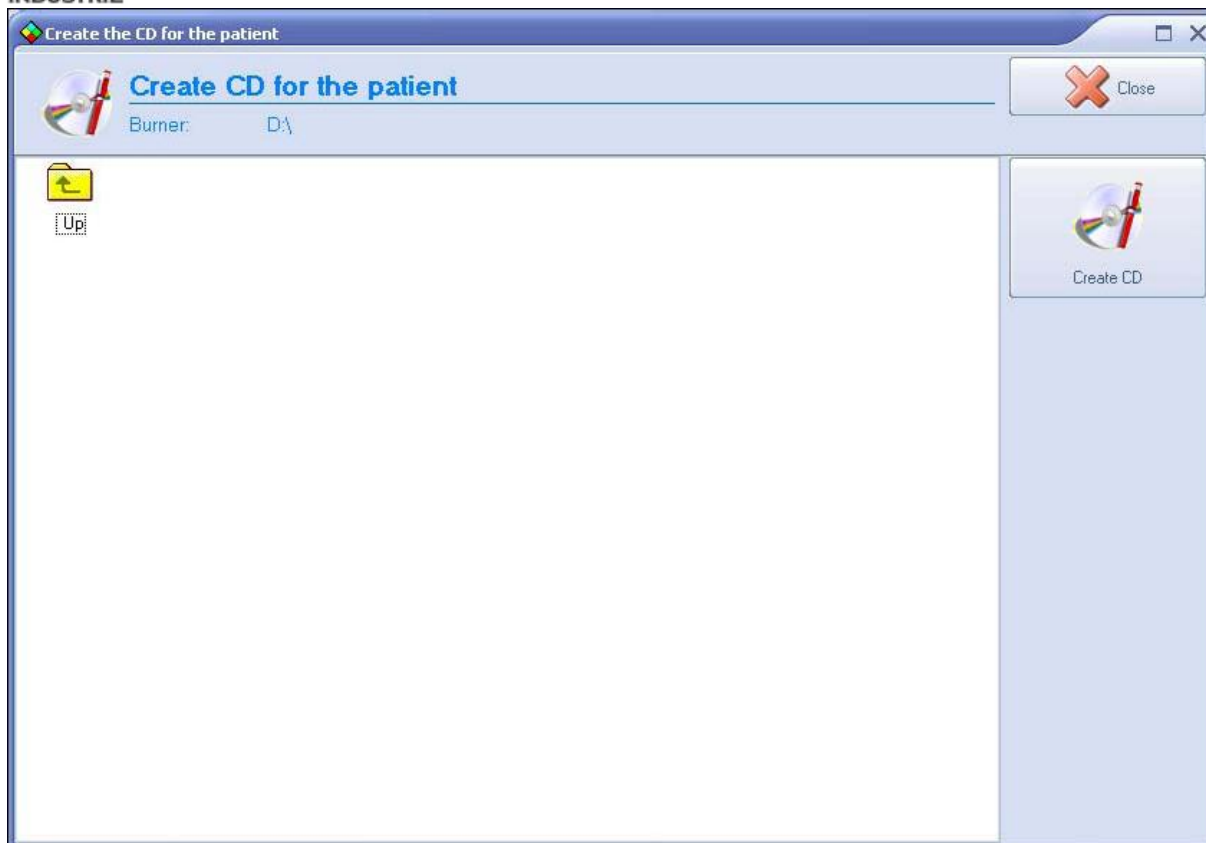 INDUSTRIE
Create the CD for the patient
Create CD for the patient
Close
Burner: D:\
Up
Create CD